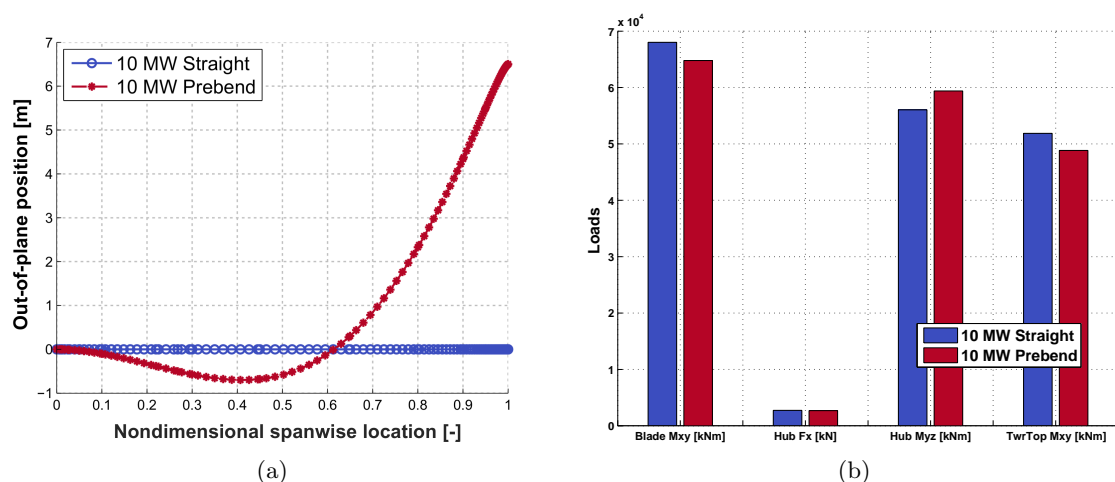 7
6
5
4
3
2
1
0
−1
Out-of-plane position [m]
10 MW Straight
10 MW Prebend
0 0.1 0.2 0.3 0.4 0.5 0.6 0.7 0.8 0.9 1
Nondimensional spanwise location [-]
(a)
x 10⁴
7
6
5
4
3
2
1
0
Loads
10 MW Straight
10 MW Prebend
Blade Mxy [kNm] Hub Fx [kN] Hub Myz [kNm] TwrTop Mxy [kNm]
(b)